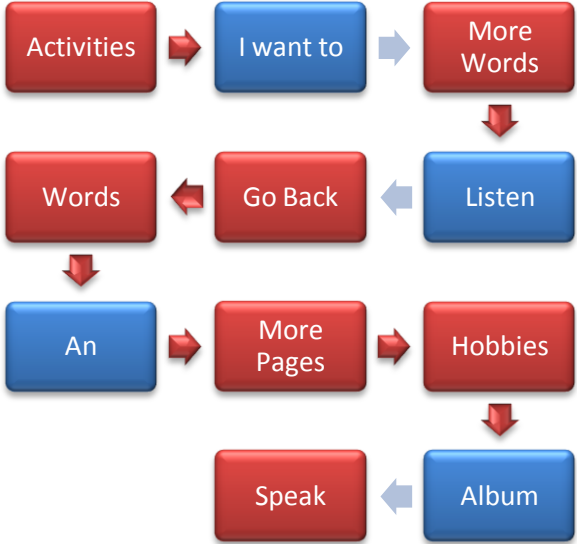 Activities
I want to
More
Words
Listen
Go Back
Words
An
More
Pages
Hobbies
Album
Speak